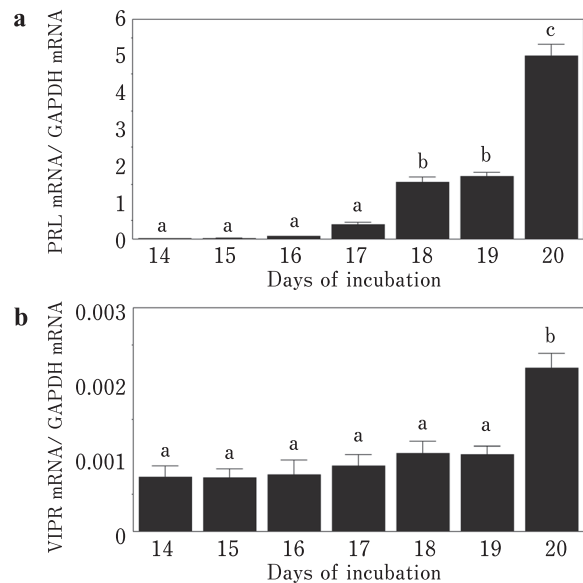 a
PRL mRNA/ GAPDH mRNA
6
5
4
3
2
1
0
a a a a b b c
14 15 16 17 18 19 20
Days of incubation
b
VIPR mRNA/ GAPDH mRNA
0.003
0.002
0.001
0
a a a a a a b
14 15 16 17 18 19 20
Days of incubation